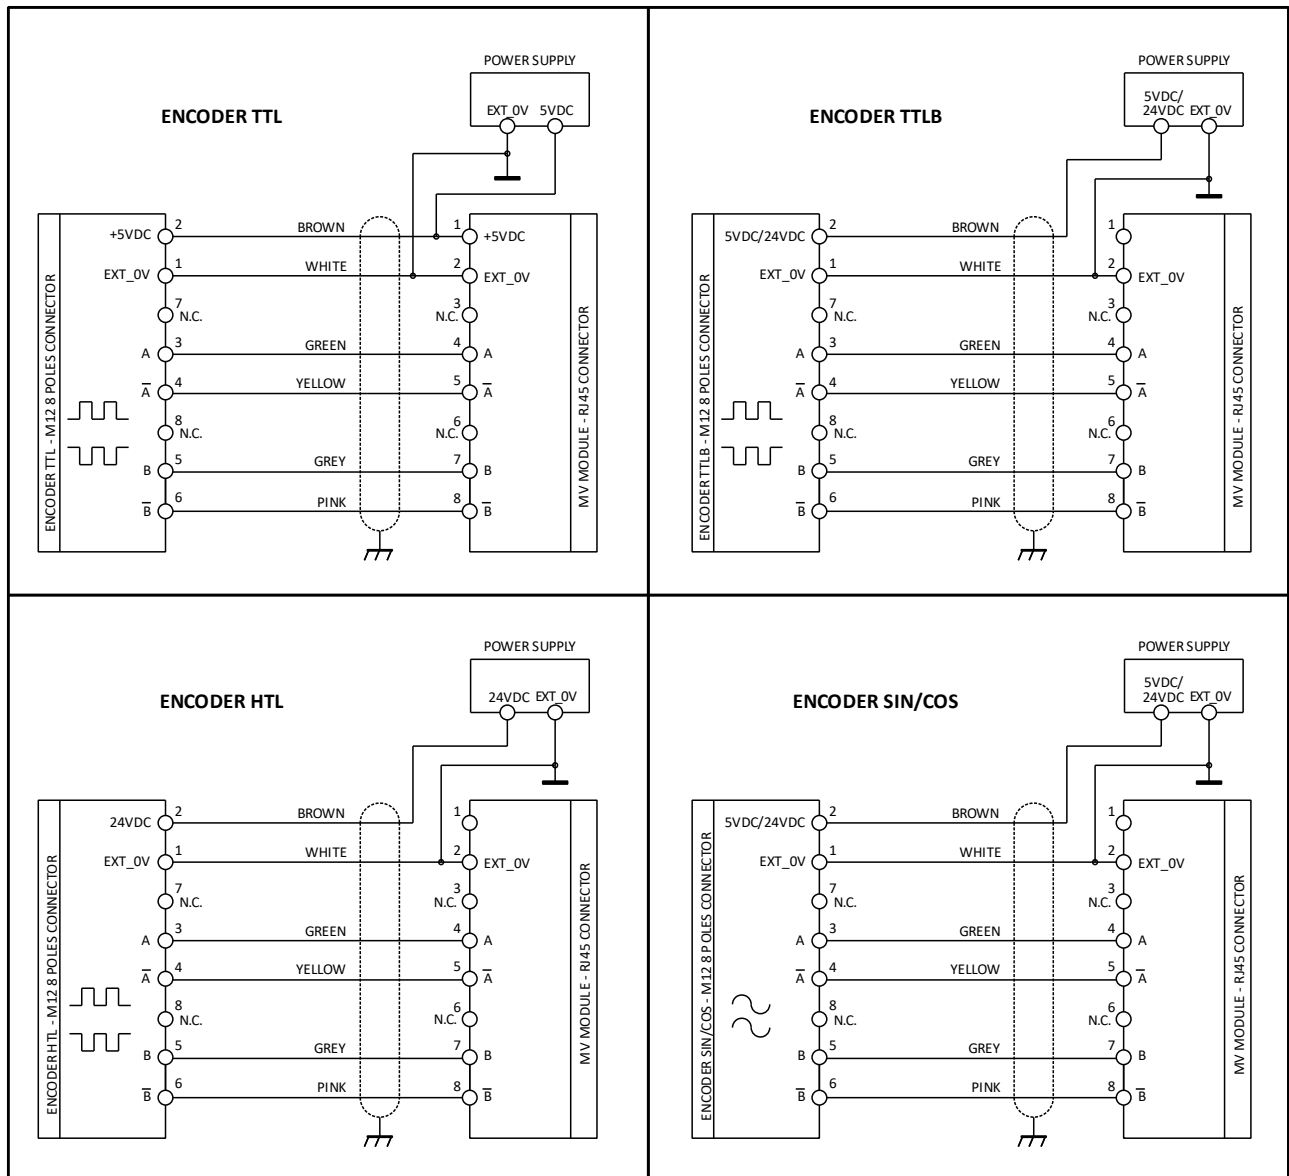 POWER SUPPLY
EXT_0V 5VDC
ENCODER TTL
ENCODER TTL - M12 8 POLES CONNECTOR
+5VDC 2 BROWN 1 +5VDC
EXT_0V 1 WHITE 2 EXT_0V
7 N.C. 3 N.C.
A 3 GREEN 4 A
A̅ 4 YELLOW 5 A̅
8 N.C. 6 N.C.
B 5 GREY 7 B
B̅ 6 PINK 8 B̅
MV MODULE - RJ45 CONNECTOR
POWER SUPPLY
5VDC/
24VDC EXT_0V
ENCODER TTLB
ENCODER TTLB - M12 8 POLES CONNECTOR
5VDC/24VDC 2 BROWN 1
EXT_0V 1 WHITE 2 EXT_0V
7 N.C. 3 N.C.
A 3 GREEN 4 A
A̅ 4 YELLOW 5 A̅
8 N.C. 6 N.C.
B 5 GREY 7 B
B̅ 6 PINK 8 B̅
MV MODULE - RJ45 CONNECTOR
POWER SUPPLY
24VDC EXT_0V
ENCODER HTL
ENCODER HTL - M12 8 POLES CONNECTOR
24VDC 2 BROWN 1
EXT_0V 1 WHITE 2 EXT_0V
7 N.C. 3 N.C.
A 3 GREEN 4 A
A̅ 4 YELLOW 5 A̅
8 N.C. 6 N.C.
B 5 GREY 7 B
B̅ 6 PINK 8 B̅
MV MODULE - RJ45 CONNECTOR
POWER SUPPLY
5VDC/
24VDC EXT_0V
ENCODER SIN/COS
ENCODER SIN/COS - M12 8 POLES CONNECTOR
5VDC/24VDC 2 BROWN 1
EXT_0V 1 WHITE 2 EXT_0V
7 N.C. 3 N.C.
A 3 GREEN 4 A
A̅ 4 YELLOW 5 A̅
8 N.C. 6 N.C.
B 5 GREY 7 B
B̅ 6 PINK 8 B̅
MV MODULE - RJ45 CONNECTOR